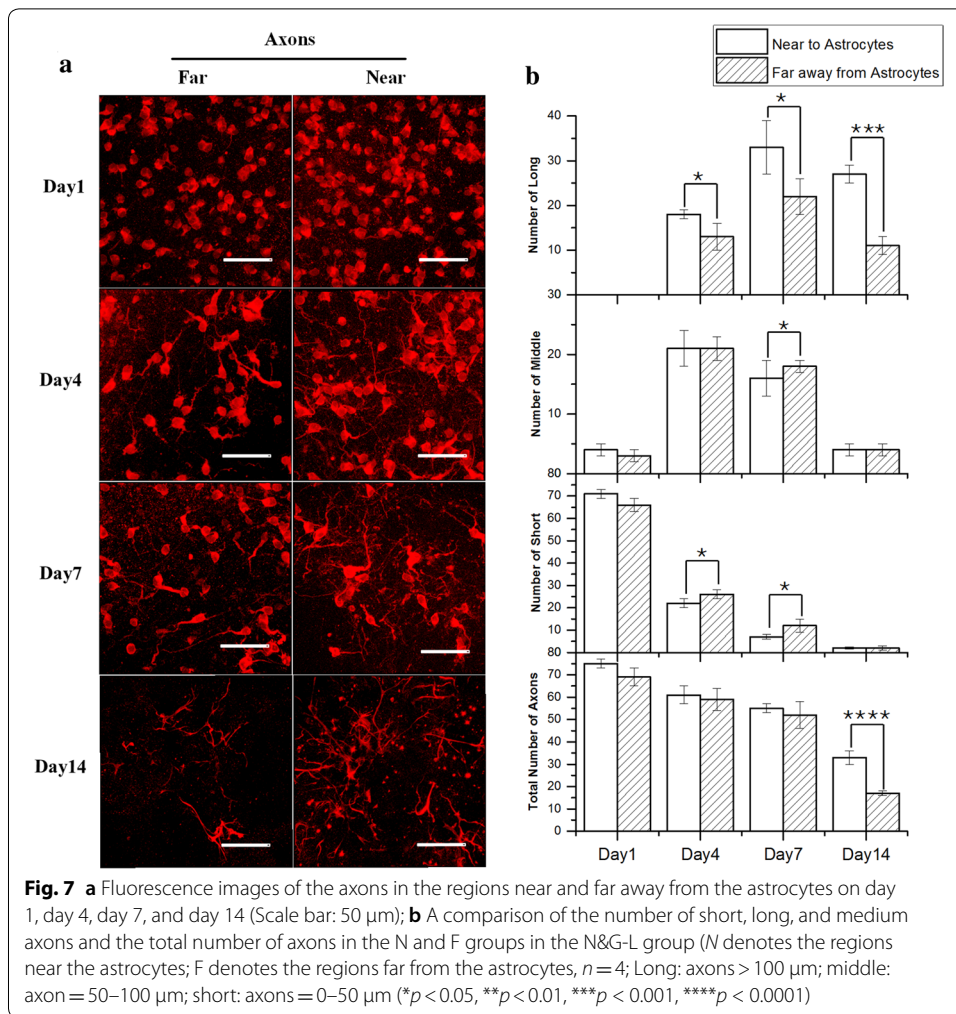 Axons
a
Far Near
Day1
Day4
Day7
Day14
b
Near to Astrocytes
Far away from Astrocytes
Number of Long
40
30
20
10
30
* * ***
Number of Middle
20
10
80
*
Number of Short
70
60
50
40
30
20
10
80
* *
Total Number of Axons
70
60
50
40
30
20
10
0
****
Day1 Day4 Day7 Day14
Fig. 7 a Fluorescence images of the axons in the regions near and far away from the astrocytes on day
1, day 4, day 7, and day 14 (Scale bar: 50 μm); b A comparison of the number of short, long, and medium
axons and the total number of axons in the N and F groups in the N&G-L group (N denotes the regions
near the astrocytes; F denotes the regions far from the astrocytes, n = 4; Long: axons > 100 μm; middle:
axon = 50–100 μm; short: axons = 0–50 μm (*p < 0.05, **p < 0.01, ***p < 0.001, ****p < 0.0001)